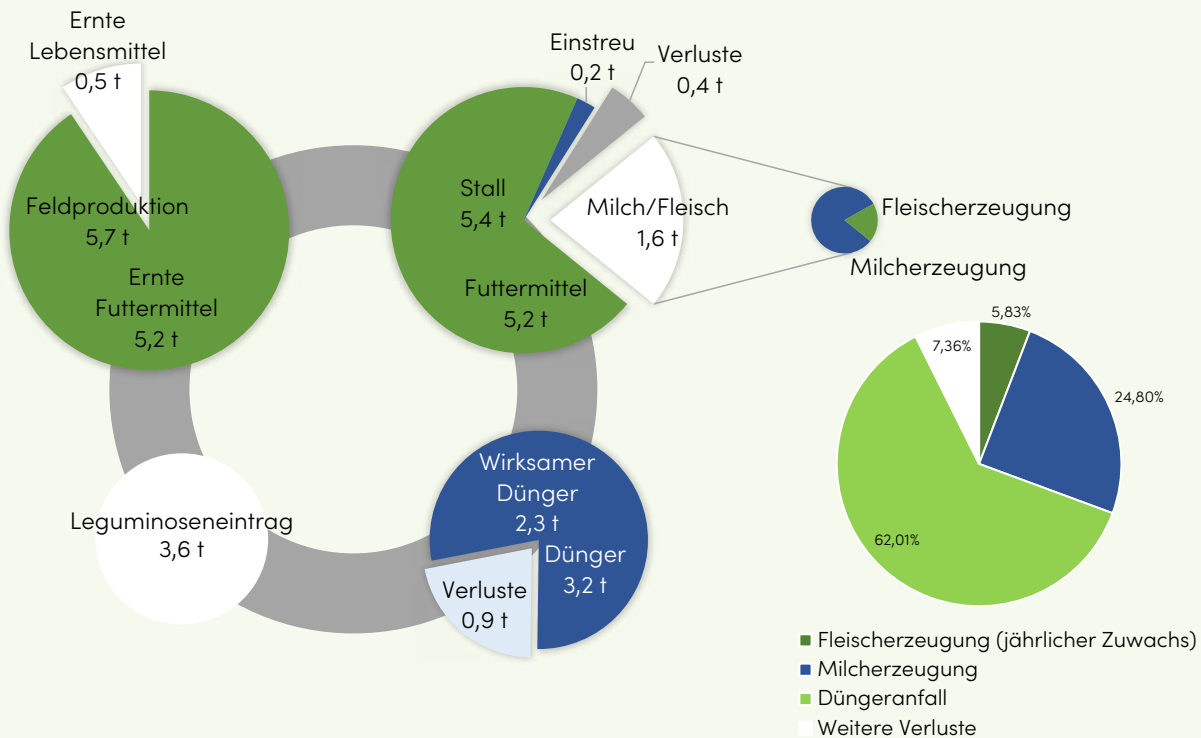 Ernte
Lebensmittel
0,5 t
Feldproduktion
5,7 t
Ernte
Futtermittel
5,2 t
Einstreu
0,2 t
Verluste
0,4 t
Stall
5,4 t
Milch/Fleisch
1,6 t
Futtermittel
5,2 t
Fleischerzeugung
Milcherzeugung
Leguminoseneintrag
3,6 t
Wirksamer
Dünger
2,3 t
Dünger
3,2 t
Verluste
0,9 t
5,83%
7,36%
24,80%
62,01%
Fleischerzeugung (jährlicher Zuwachs)
Milcherzeugung
Düngeranfall
Weitere Verluste